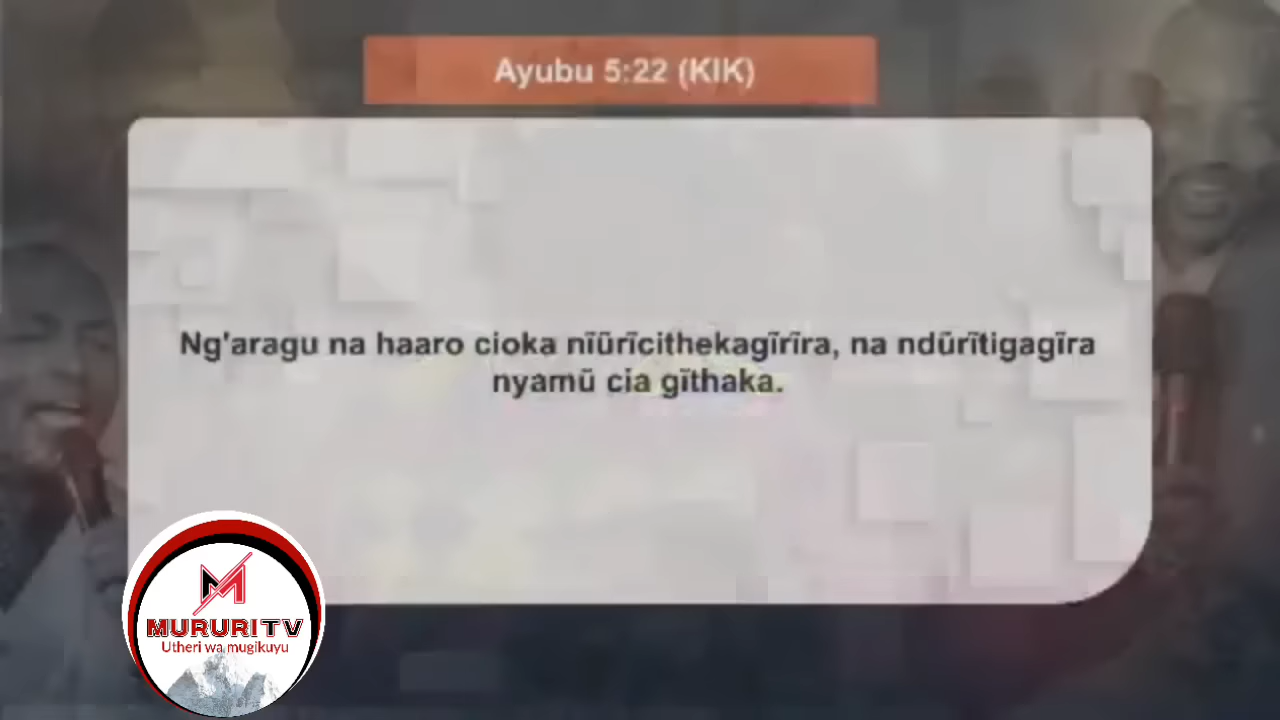 Ayubu 5:22 (KIK)
Ng'aragu na haaro cioka nĩũrĩcithekagĩrĩra, na ndũrĩtigagĩra
nyamũ cia gĩthaka.
MURURI TV
Utheri wa mugikuyu